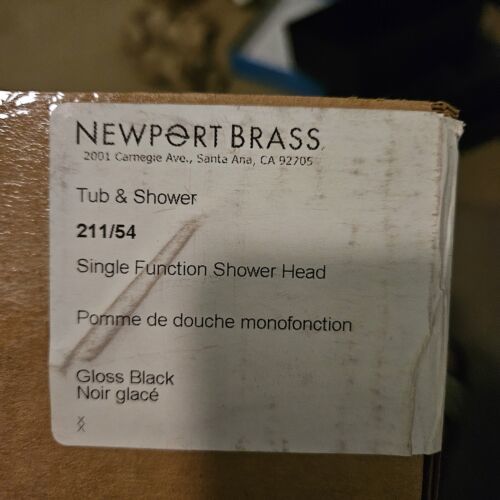 NEWPORT BRASS
2001 Carnegie Ave., Santa Ana, CA 92705
Tub & Shower
211/54
Single Function Shower Head
Pomme de douche monofonction
Gloss Black
Noir glacé